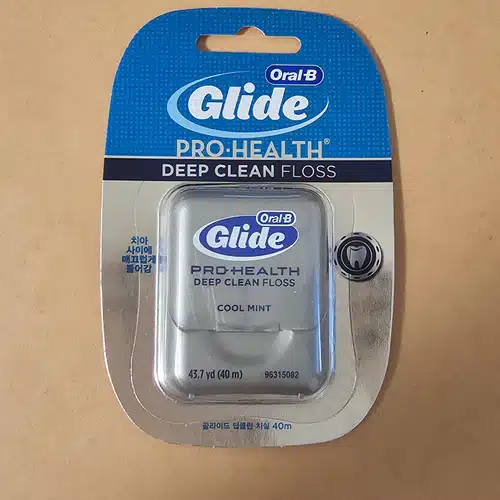 Oral-B
Glide
PRO-HEALTH®
DEEP CLEAN FLOSS
치아
사이에
매끄럽게
들어감
Oral-B
Glide
PRO-HEALTH
DEEP CLEAN FLOSS
COOL MINT
43.7 yd (40 m) 96315082
글라이드 딥클린 치실 40m